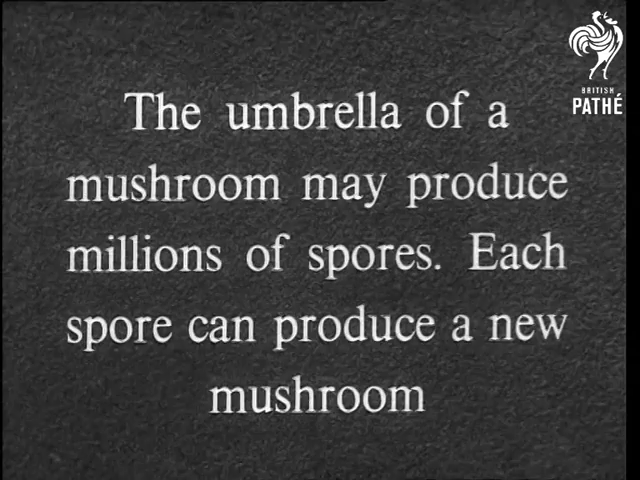 The umbrella of a
mushroom may produce
millions of spores. Each
spore can produce a new
mushroom
BRITISH
PATHÉ